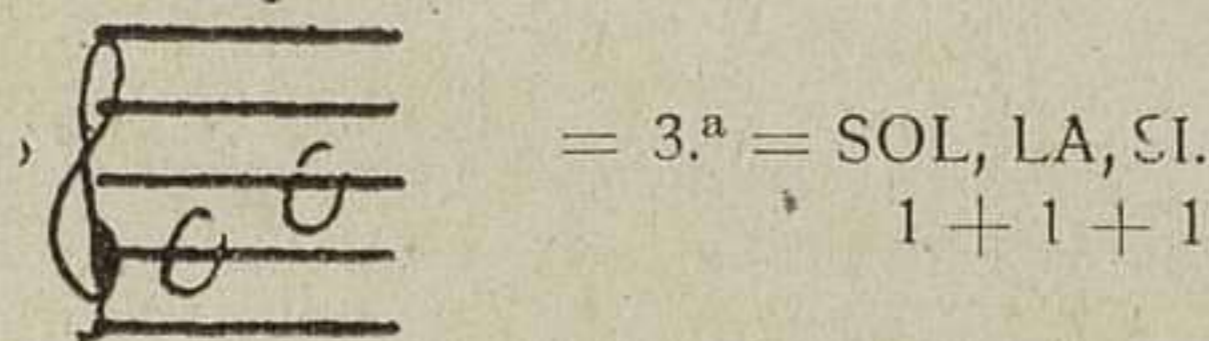 = 3.ª = SOL, LA, SI.
1 + 1 + 1